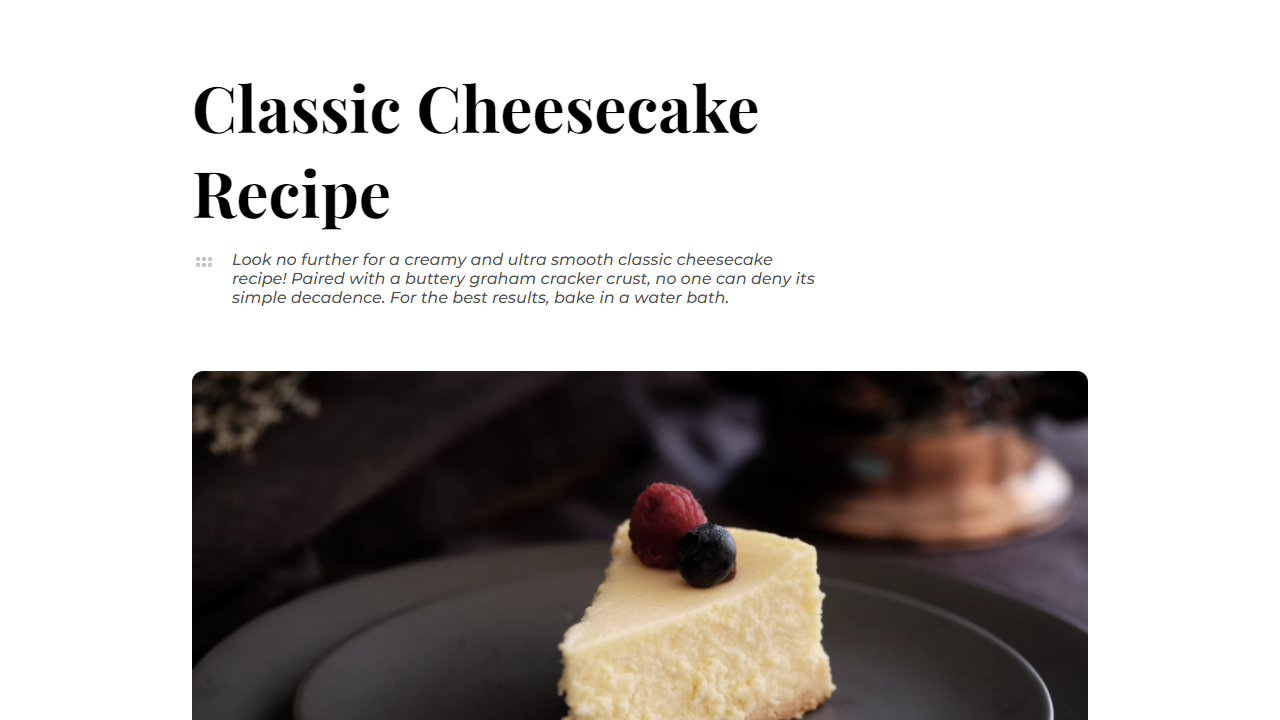 Classic Cheesecake
Recipe
Look no further for a creamy and ultra smooth classic cheesecake
recipe! Paired with a buttery graham cracker crust, no one can deny its
simple decadence. For the best results, bake in a water bath.